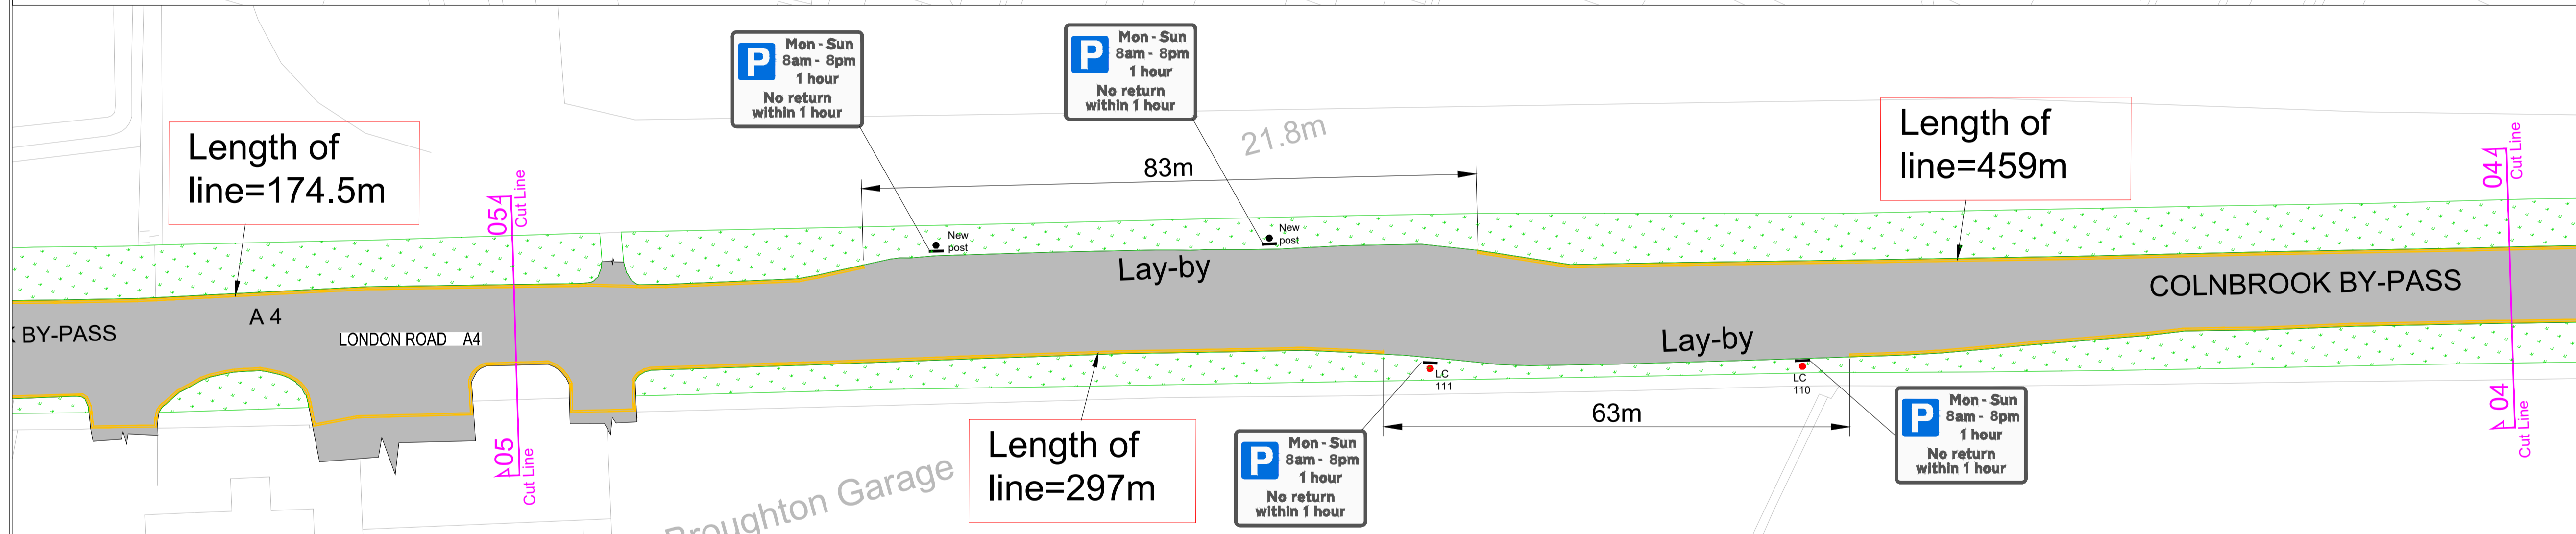 Mon - Sun
8am - 8pm
1 hour
No return
within 1 hour
P
Mon - Sun
8am - 8pm
1 hour
No return
within 1 hour
P
21.8m
Length of
line=174.5m
Length of
line=459m
83m
05
Cut Line
04
Cut Line
New
post
New
post
Lay-by
COLNBROOK BY-PASS
A 4
BY-PASS
LONDON ROAD A4
Lay-by
LC
111
LC
110
63m
Length of
line=297m
P
Mon - Sun
8am - 8pm
1 hour
No return
within 1 hour
P
Mon - Sun
8am - 8pm
1 hour
No return
within 1 hour
05
Cut Line
04
Cut Line
Broughton Garage